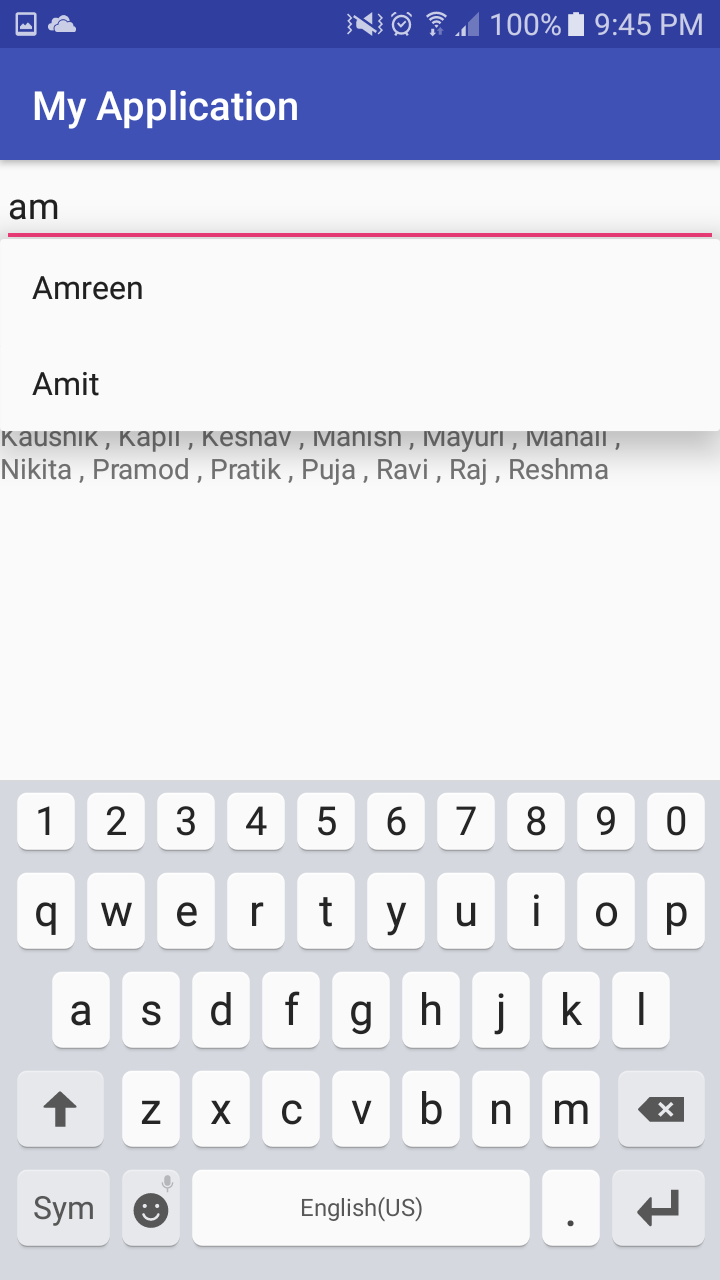 100% 9:45 PM
My Application
am
Amreen
Amit
Kaushik , Kapil , Keshav , Manish , Mayuri , Manali ,
Nikita , Pramod , Pratik , Puja , Ravi , Raj , Reshma
1 2 3 4 5 6 7 8 9 0
q w e r t y u i o p
a s d f g h j k l
z x c v b n m
Sym English(US) .